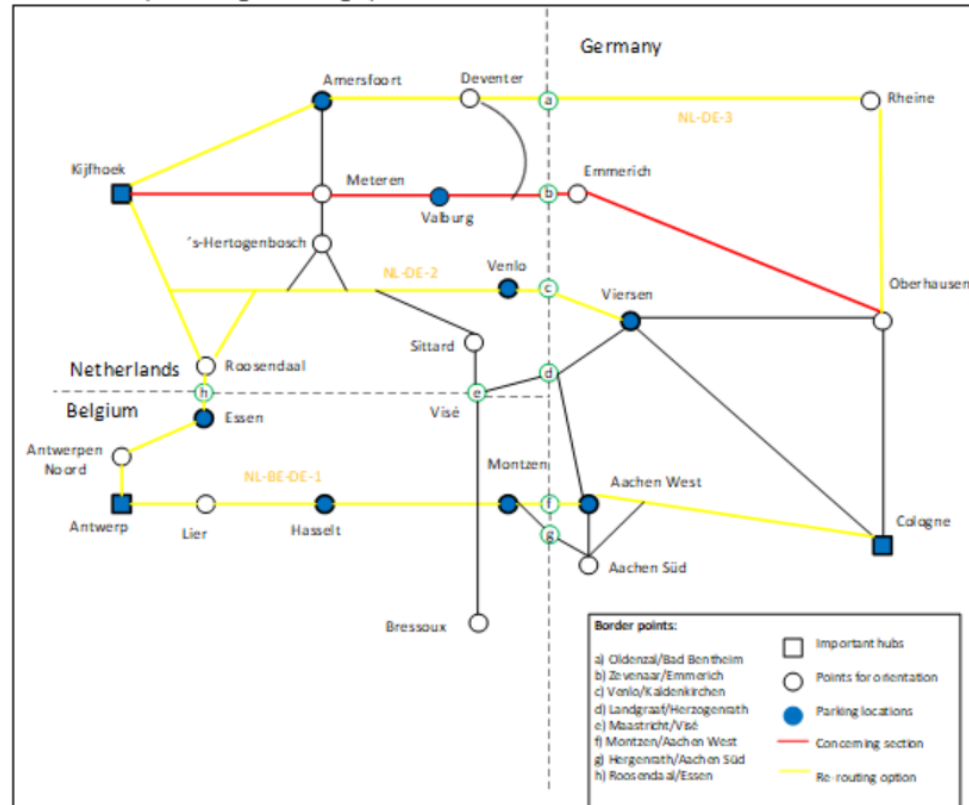 Germany
Amersfoort
Deventer
a
Rheine
NL-DE-3
Kijfhoek
Meteren
Emmerich
b
Valburg
's-Hertogenbosch
NL-DE-2
Venlo
c
Viersen
Oberhausen
Sittard
Netherlands
Roosendaal
d
h
e
Belgium
Essen
Visé
Antwerpen
Noord
NL-BE-DE-1
Montzen
Aachen West
f
Antwerp
Lier
Hasselt
Cologne
g
Aachen Süd
Bressoux
Border points:
a) Oldenzal/Bad Bentheim
b) Zevenaar/Emmerich
c) Venlo/Kaldenkirchen
d) Landgraaf/Herzogenrath
e) Maastricht/Visé
f) Montzen/Aachen West
g) Hergenrath/Aachen Süd
h) Roosendaal/Essen
Important hubs
Points for orientation
Parking locations
Concerning section
Re-routing option